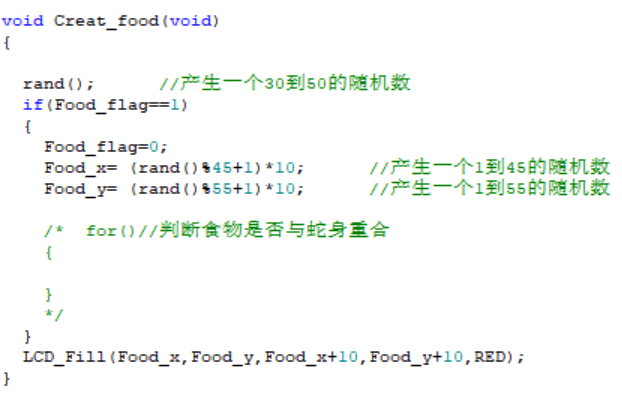 void Creat_food(void)
{
rand();      //产生一个30到50的随机数
if(Food_flag==1)
{
Food_flag=0;
Food_x= (rand()%45+1)*10;      //产生一个1到45的随机数
Food_y= (rand()%55+1)*10;      //产生一个1到55的随机数
/*  for()//判断食物是否与蛇身重合
{
}
*/
}
LCD_Fill(Food_x,Food_y,Food_x+10,Food_y+10,RED);
}